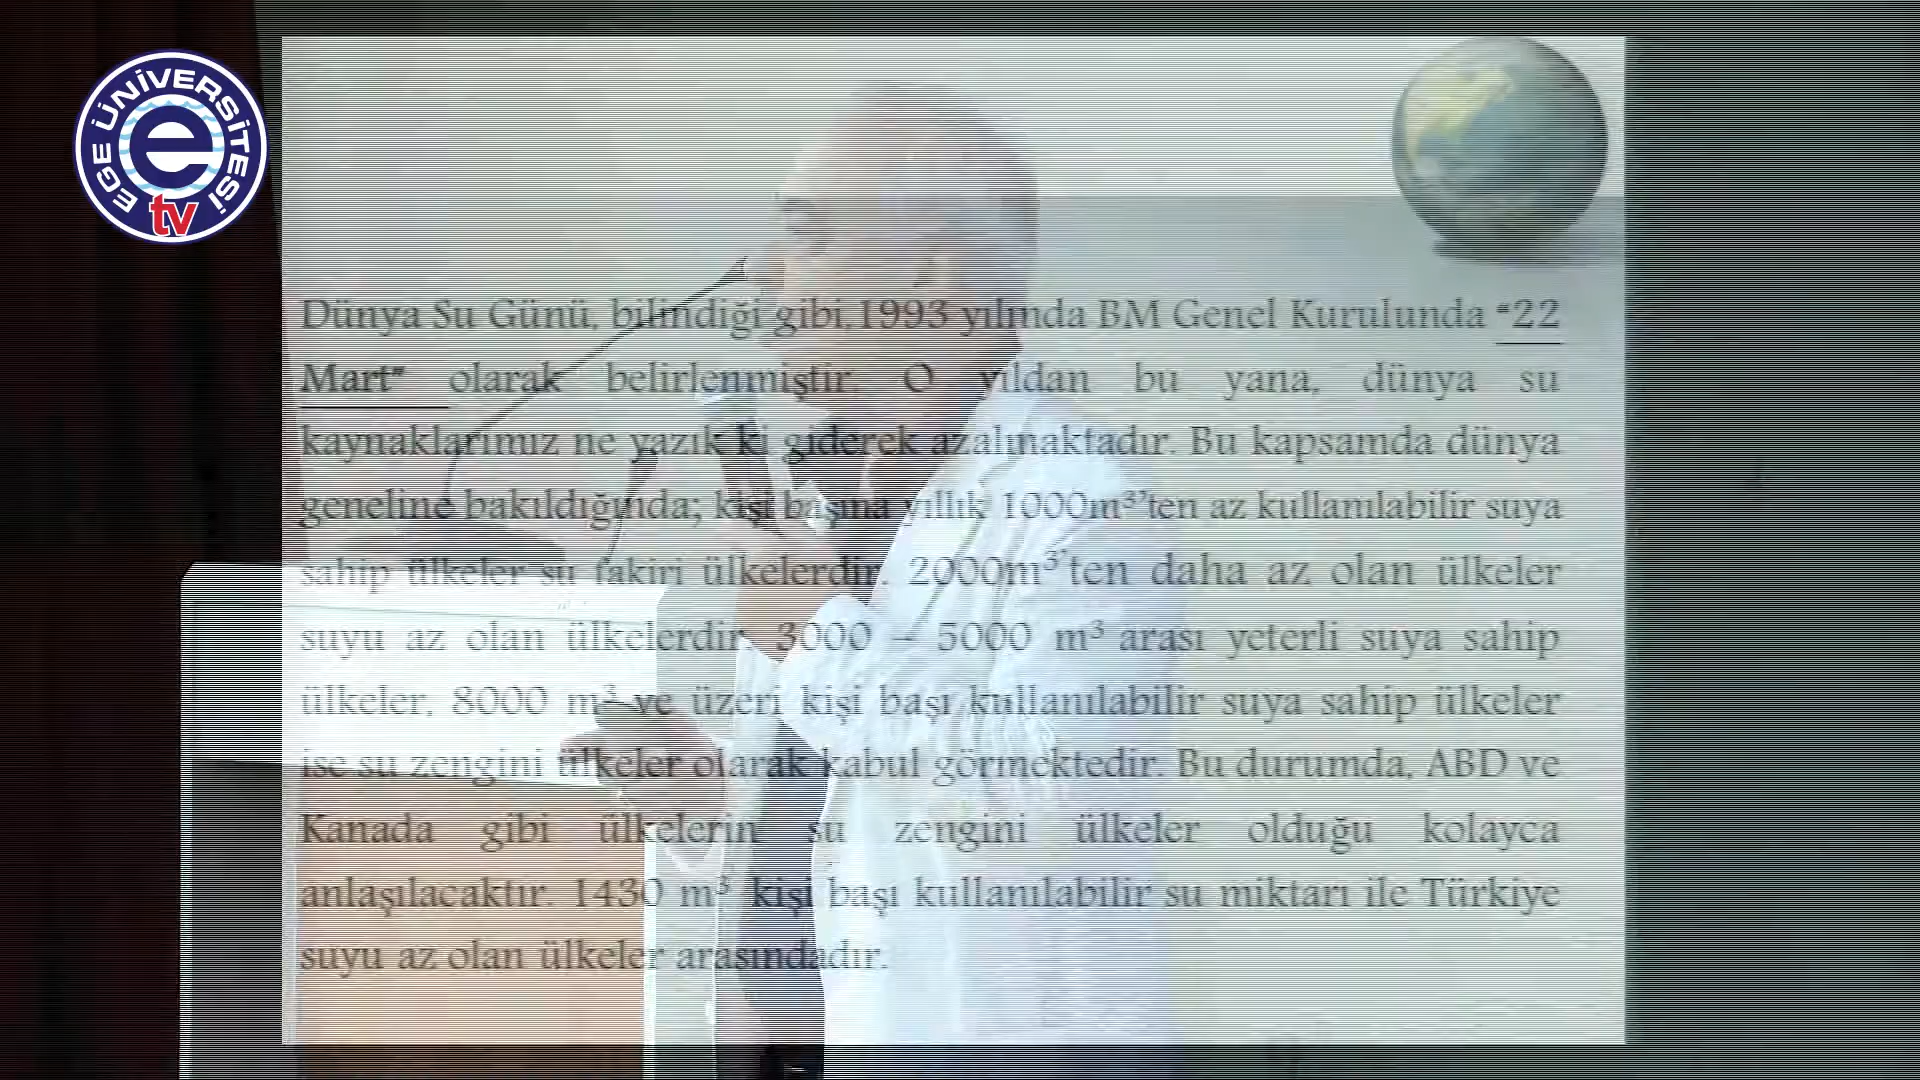 EGE ÜNİVERSİTESİ
e
tv
Dünya Su Günü, bilindiği gibi,1993 yılında BM Genel Kurulunda “22
Mart” olarak belirlenmiştir. O yıldan bu yana, dünya su
kaynaklarımız ne yazık ki giderek azalmaktadır. Bu kapsamda dünya
geneline bakıldığında; kişi başına yıllık 1000m³’ten az kullanılabilir suya
sahip ülkeler su fakiri ülkelerdir. 2000m³’ten daha az olan ülkeler
suyu az olan ülkelerdir. 3000 – 5000 m³ arası yeterli suya sahip
ülkeler, 8000 m³ ve üzeri kişi başı kullanılabilir suya sahip ülkeler
ise su zengini ülkeler olarak kabul görmektedir. Bu durumda, ABD ve
Kanada gibi ülkelerin su zengini ülkeler olduğu kolayca
anlaşılacaktır. 1430 m³ kişi başı kullanılabilir su miktarı ile Türkiye
suyu az olan ülkeler arasındadır.